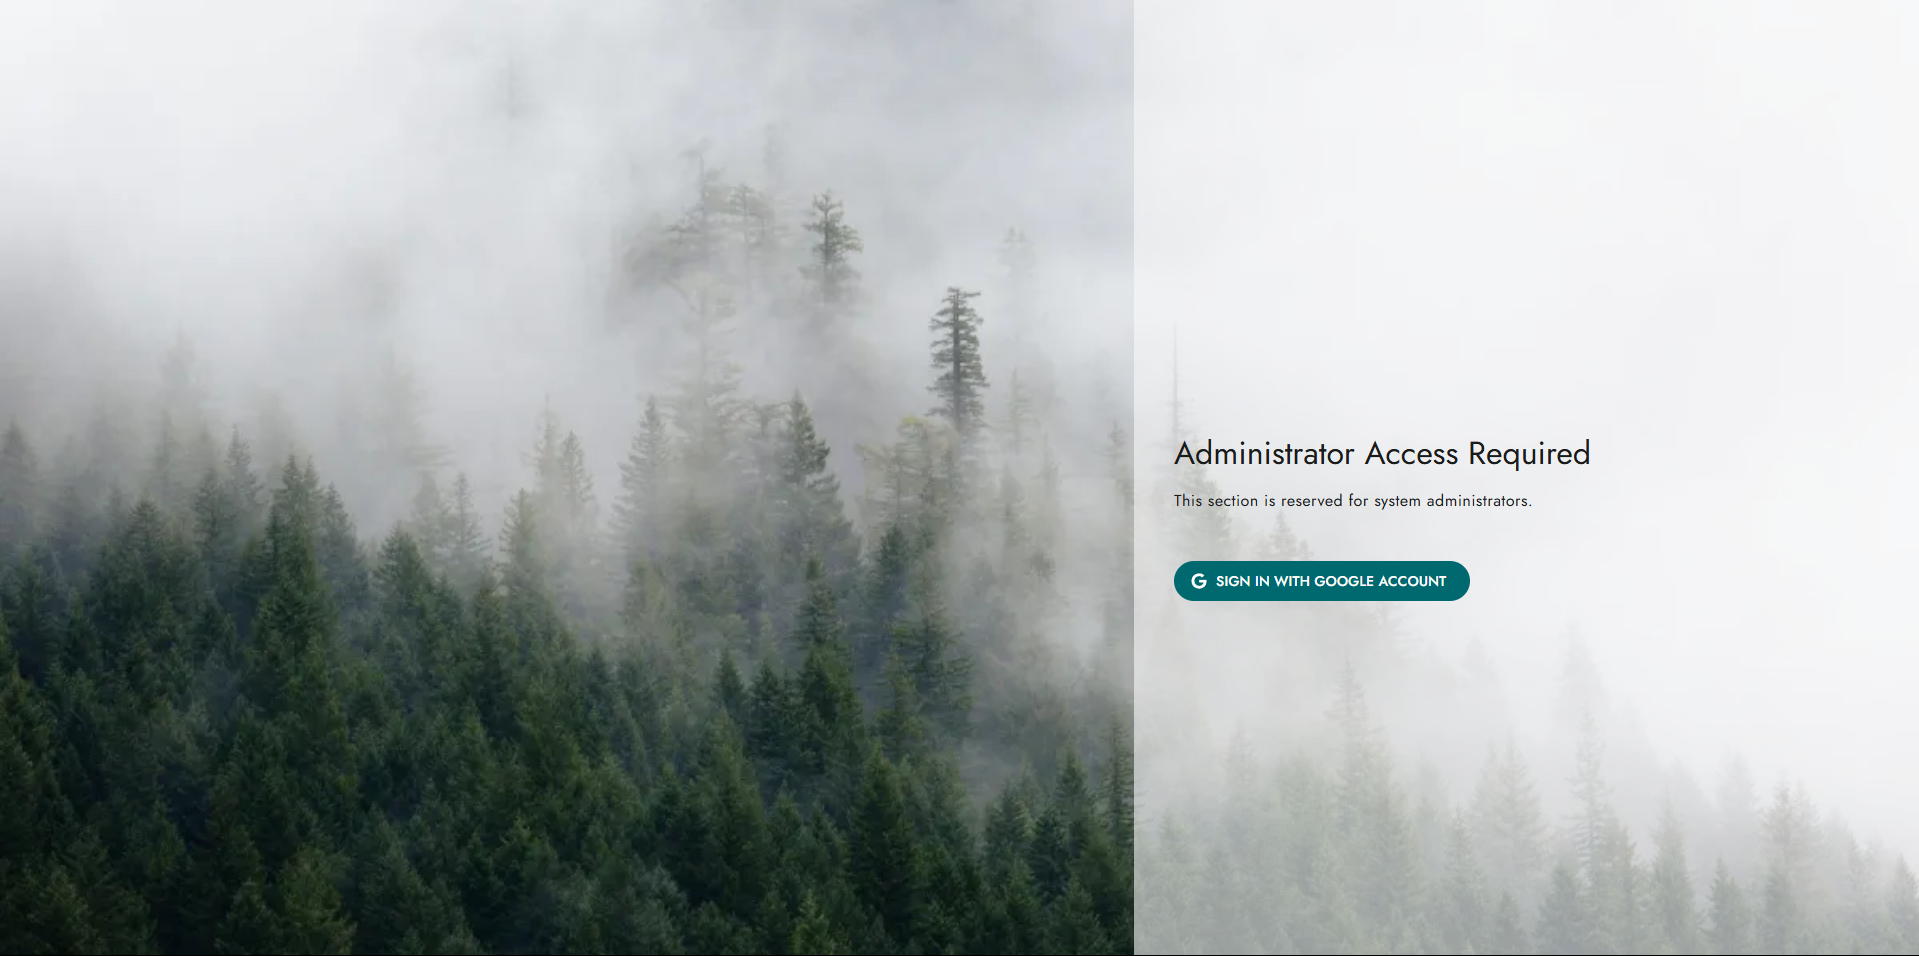 Administrator Access Required
This section is reserved for system administrators.
SIGN IN WITH GOOGLE ACCOUNT